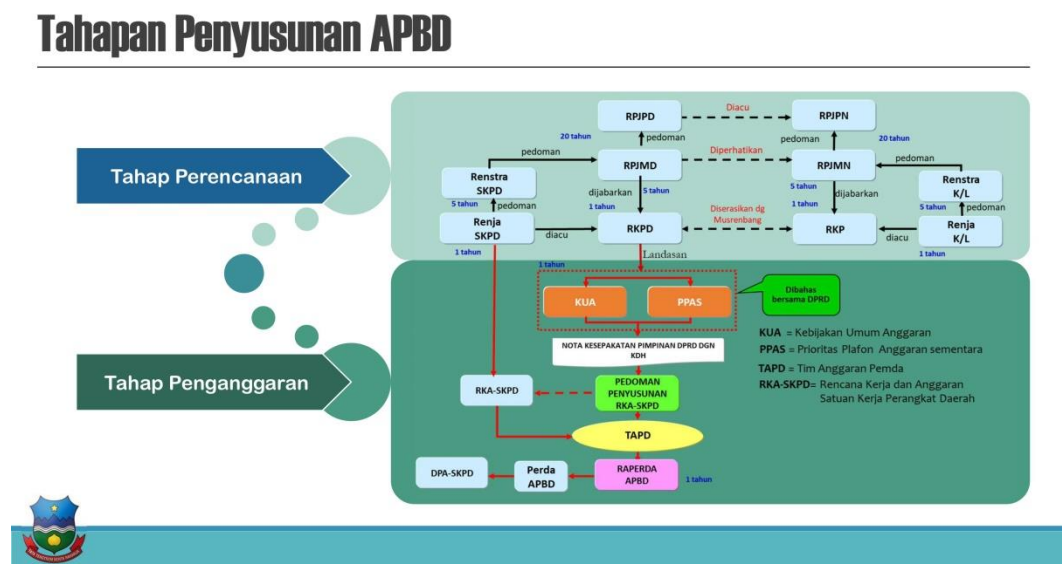 Tahapan Penyusunan APBD
Tahap Perencanaan
Tahap Penganggaran
RPJPD
Diacu
RPJPN
20 tahun
pedoman
pedoman
20 tahun
pedoman
RPJMD
Diperhatikan
RPJMN
pedoman
Renstra
SKPD
5 tahun
pedoman
dijabarkan
5 tahun
1 tahun
Diserasikan dg
Musrenbang
5 tahun
dijabarkan
1 tahun
Renstra
K/L
5 tahun
pedoman
Renja
SKPD
diacu
RKPD
RKP
diacu
Renja
K/L
1 tahun
1 tahun
Landasan
1 tahun
KUA
PPAS
Dibahas
bersama DPRD
NOTA KESEPAKATAN PIMPINAN DPRD DGN
KDH
KUA = Kebijakan Umum Anggaran
PPAS = Prioritas Plafon Anggaran sementara
TAPD = Tim Anggaran Pemda
RKA-SKPD= Rencana Kerja dan Anggaran
Satuan Kerja Perangkat Daerah
RKA-SKPD
PEDOMAN
PENYUSUNAN
RKA-SKPD
TAPD
DPA-SKPD
Perda
APBD
RAPERDA
APBD
1 tahun